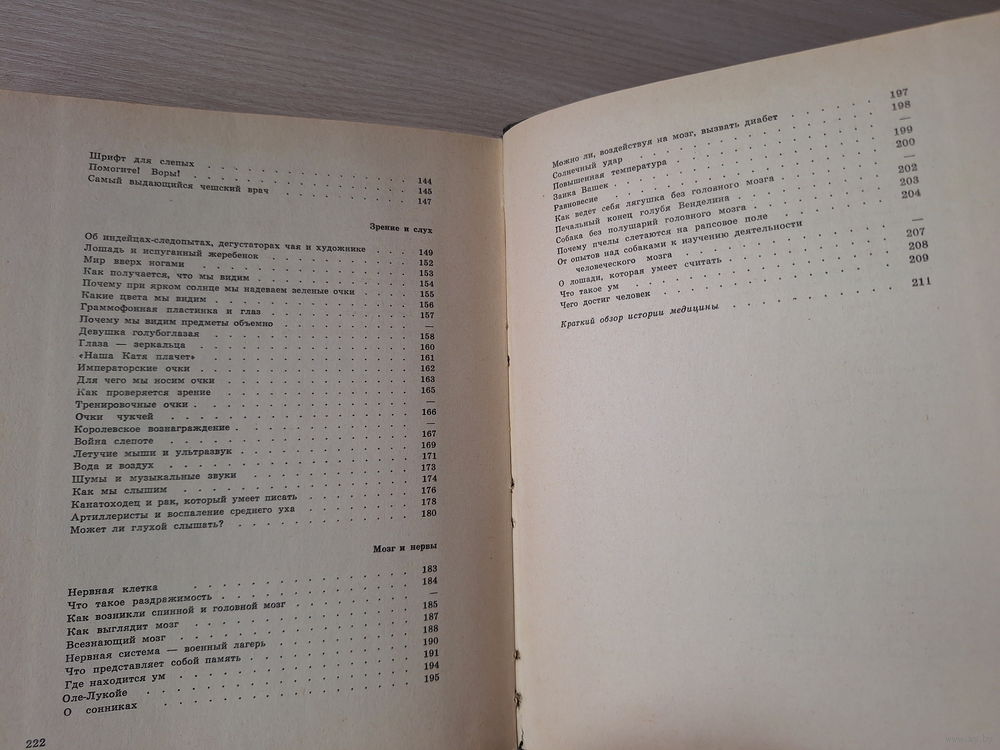 Шрифт для слепых . . . 144
Помогите! Воры! . . . 145
Самый выдающийся чешский врач . . . 147
Зрение и слух
Об индейцах-следопытах, дегустаторах чая и художнике . . . 149
Лошадь и испуганный жеребенок . . . 152
Мир вверх ногами . . . 153
Как получается, что мы видим . . . 154
Почему при ярком солнце мы надеваем зеленые очки . . . 155
Какие цвета мы видим . . . 156
Граммофонная пластинка и глаз . . . 157
Почему мы видим предметы объемно . . . —
Девушка голубоглазая . . . 158
Глаза — зеркальца . . . 160
«Наша Катя плачет» . . . 161
Императорские очки . . . 162
Для чего мы носим очки . . . 163
Как проверяется зрение . . . 165
Тренировочные очки . . . —
Очки чукчей . . . 166
Королевское вознаграждение . . . —
Война слепоте . . . 167
Летучие мыши и ультразвук . . . 169
Вода и воздух . . . 171
Шумы и музыкальные звуки . . . 173
Как мы слышим . . . 174
Канатоходец и рак, который умеет писать . . . 176
Артиллеристы и воспаление среднего уха . . . 178
Может ли глухой слышать? . . . 180
Мозг и нервы
Нервная клетка . . . 183
Что такое раздражимость . . . 184
Как возникли спинной и головной мозг . . . —
Как выглядит мозг . . . 185
Всезнающий мозг . . . 187
Нервная система — военный лагерь . . . 188
Что представляет собой память . . . 190
Где находится ум . . . 191
Оле-Лукойе . . . 194
О сонниках . . . 195
222
Можно ли, воздействуя на мозг, вызвать диабет . . . 197
Солнечный удар . . . 198
Повышенная температура . . . —
Заика Вашек . . . 199
Равновесие . . . 200
Как ведет себя лягушка без головного мозга . . . —
Печальный конец голубя Венделина . . . 202
Собака без полушарий головного мозга . . . 203
Почему пчелы слетаются на рапсовое поле . . . 204
От опытов над собаками к изучению деятельности
человеческого мозга . . . —
О лошади, которая умеет считать . . . 207
Что такое ум . . . 208
Чего достиг человек . . . 209
Краткий обзор истории медицины . . . 211